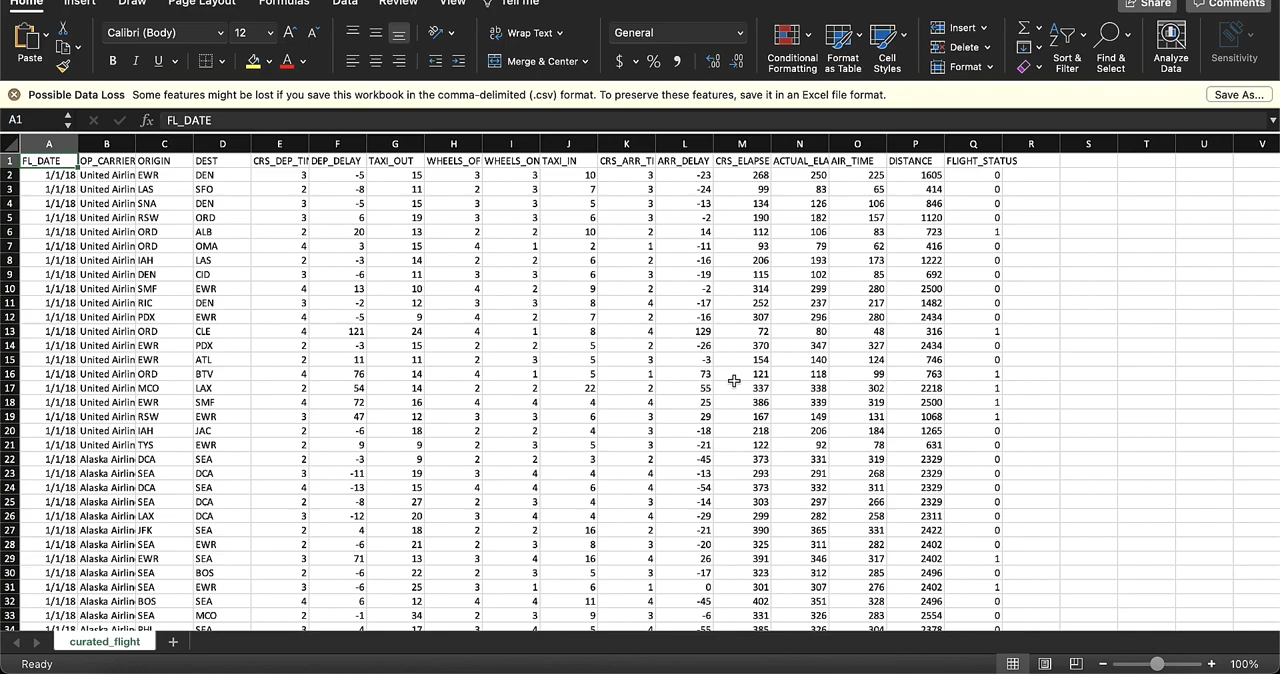 Home Insert Draw Page Layout Formulas Data Review View Tell me Share Comments
Calibri (Body) 12 Wrap Text General Insert
Paste B I U Merge & Center $ % Conditional Formatting Format as Table Cell Styles Delete Format Sort & Filter Find & Select Analyze Data Sensitivity
Possible Data Loss Some features might be lost if you save this workbook in the comma-delimited (.csv) format. To preserve these features, save it in an Excel file format. Save As...
A1 fx FL_DATE
A B C D E F G H I J K L M N O P Q R S T U V
1 FL_DATE OP_CARRIER ORIGIN DEST CRS_DEP_TI DEP_DELAY TAXI_OUT WHEELS_OF WHEELS_ON TAXI_IN CRS_ARR_TI ARR_DELAY CRS_ELAPSE ACTUAL_ELA AIR_TIME DISTANCE FLIGHT_STATUS
2 1/1/18 United Airlin EWR DEN 3 -5 15 3 3 10 3 -23 268 250 225 1605 0
3 1/1/18 United Airlin LAS SFO 2 -8 11 2 3 7 3 -24 99 83 65 414 0
4 1/1/18 United Airlin SNA DEN 3 -5 15 3 3 5 3 -13 134 126 106 846 0
5 1/1/18 United Airlin RSW ORD 3 6 19 3 3 6 3 -2 190 182 157 1120 0
6 1/1/18 United Airlin ORD ALB 2 20 13 2 2 10 2 14 112 106 83 723 1
7 1/1/18 United Airlin ORD OMA 4 3 15 4 1 2 1 -11 93 79 62 416 0
8 1/1/18 United Airlin IAH LAS 2 -3 14 2 2 6 2 -16 206 193 173 1222 0
9 1/1/18 United Airlin DEN CID 3 -6 11 3 3 6 3 -19 115 102 85 692 0
10 1/1/18 United Airlin SMF EWR 4 13 10 4 2 9 2 -2 314 299 280 2500 0
11 1/1/18 United Airlin RIC DEN 3 -2 12 3 3 8 4 -17 252 237 217 1482 0
12 1/1/18 United Airlin PDX EWR 4 -5 9 4 2 7 2 -16 307 296 280 2434 0
13 1/1/18 United Airlin ORD CLE 4 121 24 4 1 8 4 129 72 80 48 316 1
14 1/1/18 United Airlin EWR PDX 2 -3 15 2 2 5 2 -26 370 347 327 2434 0
15 1/1/18 United Airlin EWR ATL 2 11 11 2 3 5 3 -3 154 140 124 746 0
16 1/1/18 United Airlin ORD BTV 4 76 14 4 1 5 1 73 121 118 99 763 1
17 1/1/18 United Airlin MCO LAX 2 54 14 2 2 22 2 55 337 338 302 2218 1
18 1/1/18 United Airlin EWR SMF 4 72 16 4 4 4 4 25 386 339 319 2500 1
19 1/1/18 United Airlin RSW EWR 3 47 12 3 3 6 3 29 167 149 131 1068 1
20 1/1/18 United Airlin IAH JAC 2 -6 18 2 2 4 3 -18 218 206 184 1265 0
21 1/1/18 United Airlin TYS EWR 2 9 9 2 3 5 3 -21 122 92 78 631 0
22 1/1/18 Alaska Airlin DCA SEA 2 -3 9 2 2 3 2 -45 373 331 319 2329 0
23 1/1/18 Alaska Airlin SEA DCA 3 -11 19 3 4 4 4 -13 293 291 268 2329 0
24 1/1/18 Alaska Airlin SEA DCA 4 -13 15 4 4 6 4 -54 373 332 311 2329 0
25 1/1/18 Alaska Airlin SEA DCA 2 -8 27 2 3 4 3 -14 303 297 266 2329 0
26 1/1/18 Alaska Airlin LAX DCA 3 -12 20 3 4 4 4 -29 299 282 258 2311 0
27 1/1/18 Alaska Airlin JFK SEA 2 4 18 2 2 16 2 -21 390 365 331 2422 0
28 1/1/18 Alaska Airlin SEA EWR 2 -6 21 2 3 8 3 -20 325 311 282 2402 0
29 1/1/18 Alaska Airlin EWR SEA 3 71 13 3 4 16 4 26 391 346 317 2402 1
30 1/1/18 Alaska Airlin SEA BOS 2 -6 22 2 3 5 3 -17 323 312 285 2496 0
31 1/1/18 Alaska Airlin SEA EWR 3 -6 25 3 1 6 1 0 301 307 276 2402 1
32 1/1/18 Alaska Airlin BOS SEA 4 6 12 4 4 11 4 -45 402 351 328 2496 0
33 1/1/18 Alaska Airlin SEA MCO 2 -1 34 2 3 9 3 -6 331 326 283 2554 0
34 1/1/18 Alaska Airlin PHL SEA 3 4 17 3 4 5 4 -55 385 326 304 2378 0
curated_flight
Ready 100%